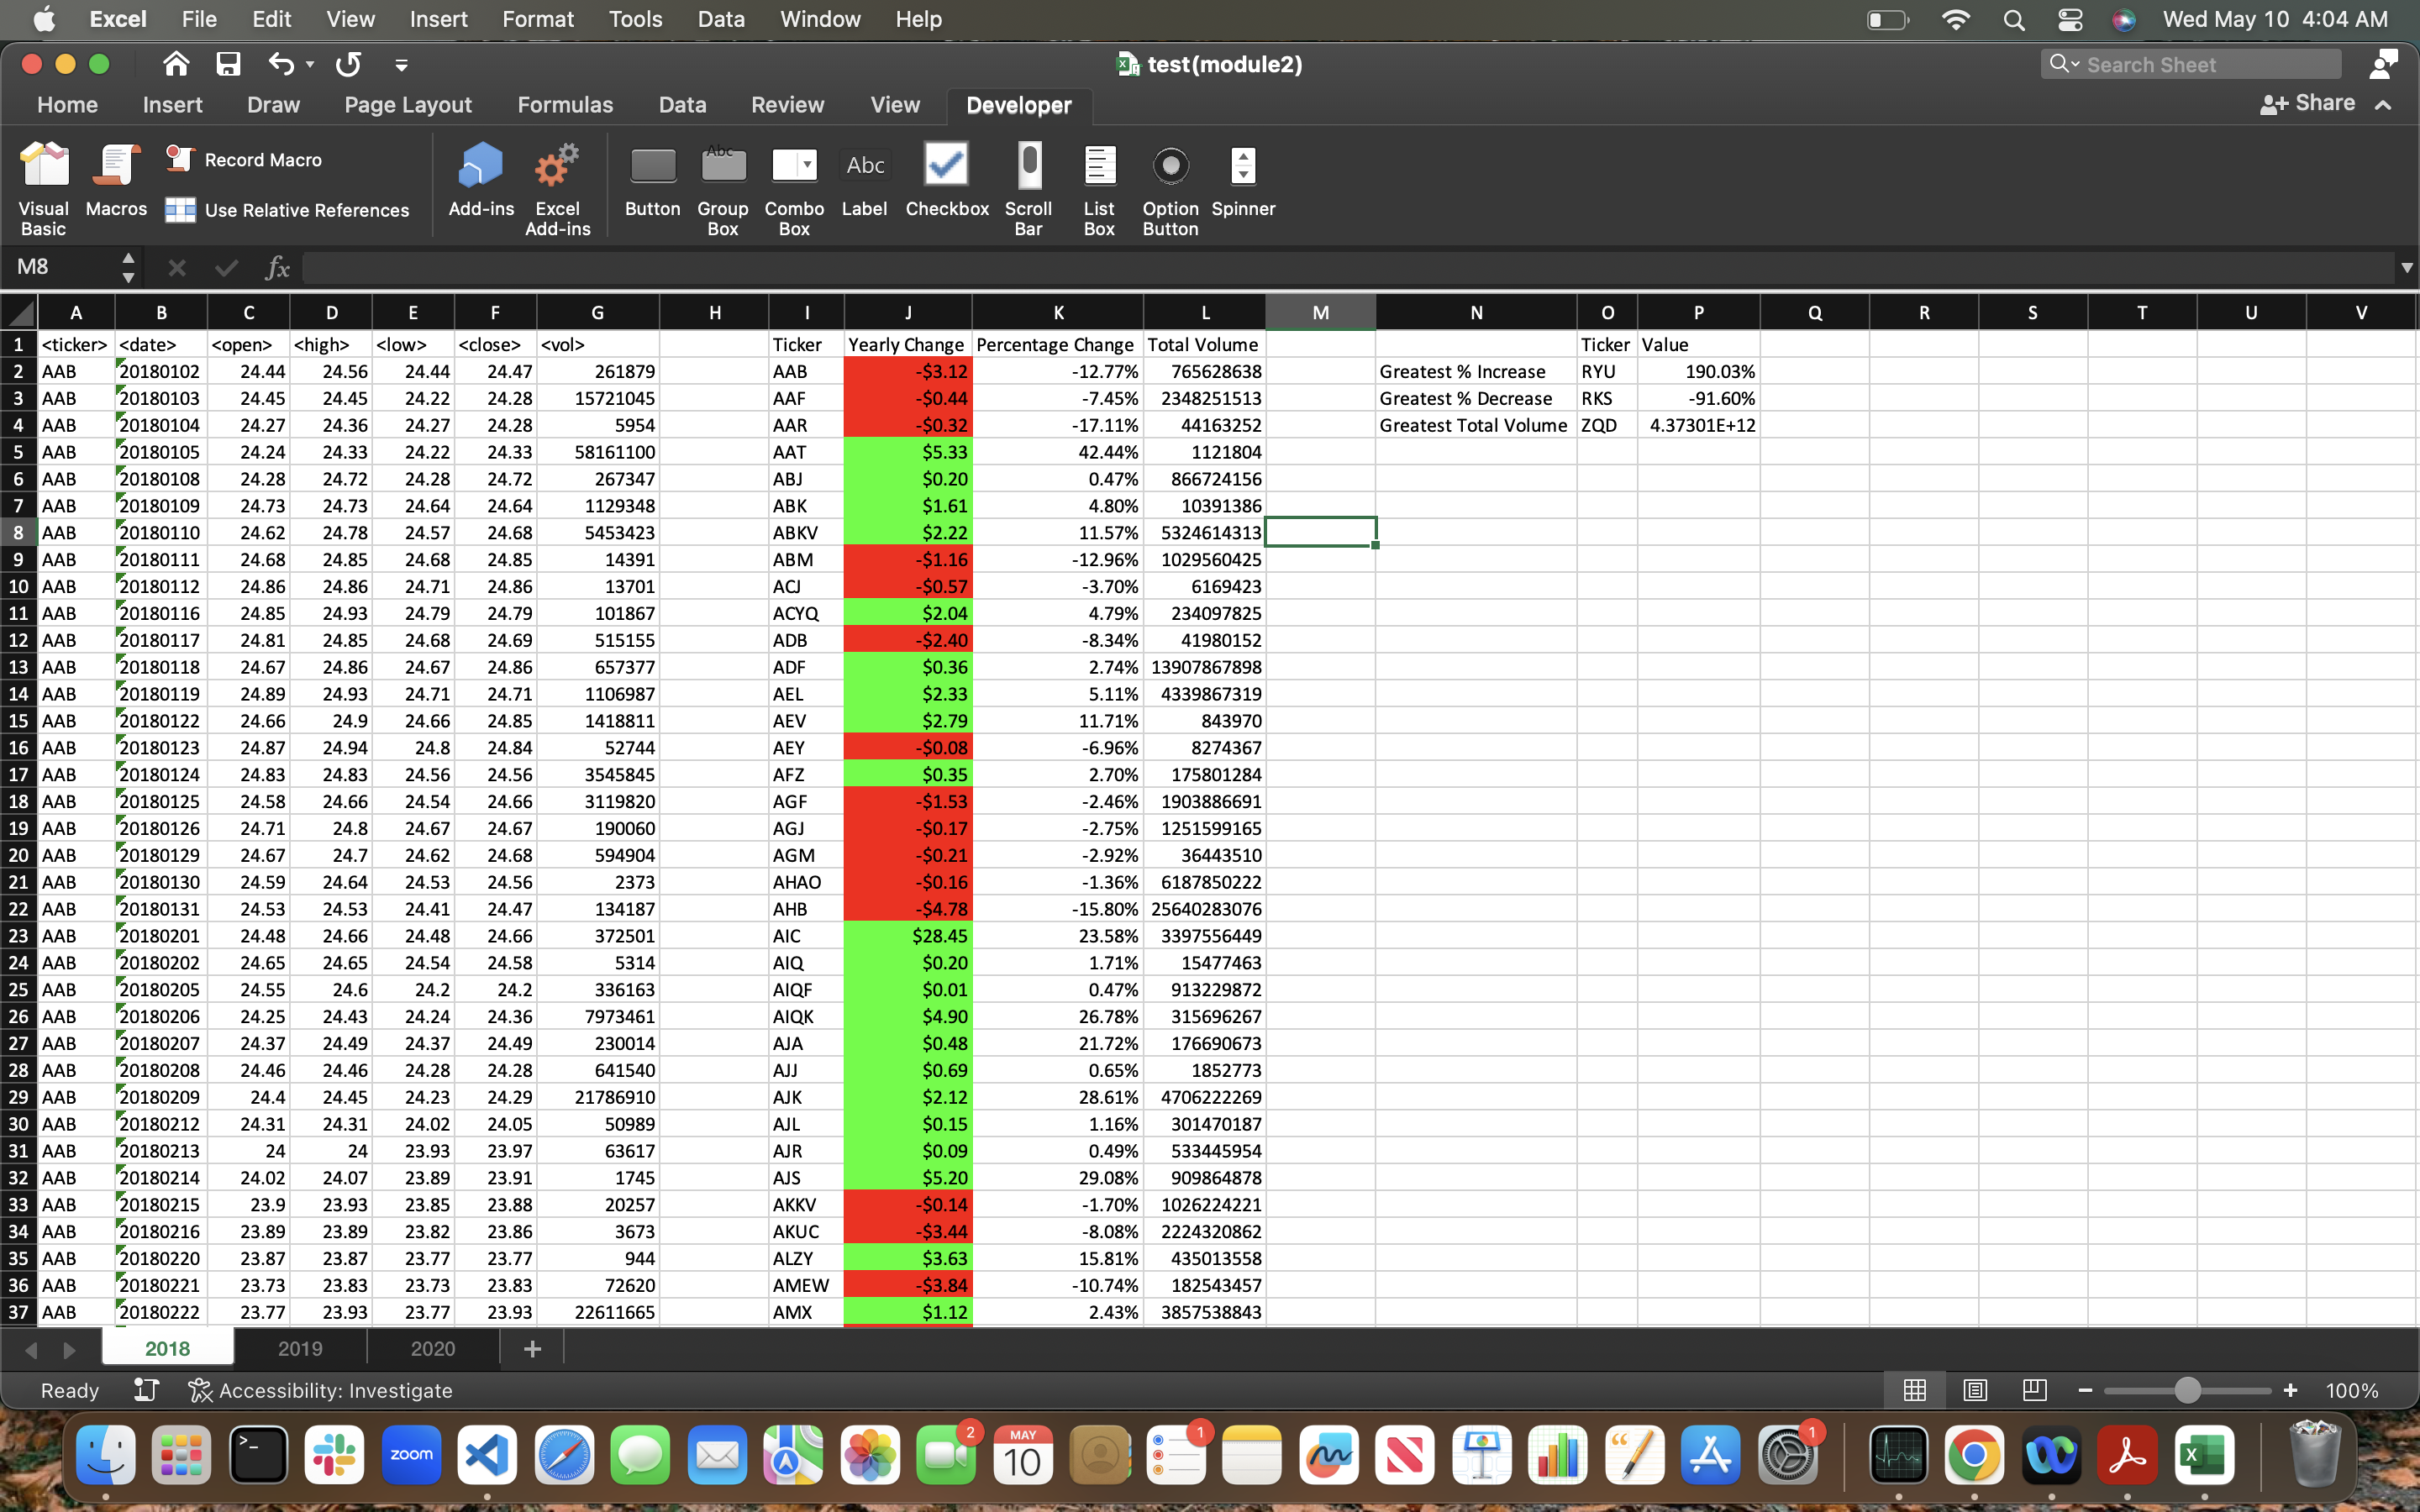 Excel File Edit View Insert Format Tools Data Window Help Wed May 10 4:04 AM
test(module2) Search Sheet
Home Insert Draw Page Layout Formulas Data Review View Developer Share
Visual Basic Macros Record Macro Use Relative References Add-ins Excel Add-ins Button Abc Group Box Combo Box Abc Label Checkbox Scroll Bar List Box Option Button Spinner
M8 fx
A B C D E F G H I J K L M N O P Q R S T U V
1 <ticker> <date> <open> <high> <low> <close> <vol> Ticker Yearly Change Percentage Change Total Volume Ticker Value
2 AAB 20180102 24.44 24.56 24.44 24.47 261879 AAB -$3.12 -12.77% 765628638 Greatest % Increase RYU 190.03%
3 AAB 20180103 24.45 24.45 24.22 24.28 15721045 AAF -$0.44 -7.45% 2348251513 Greatest % Decrease RKS -91.60%
4 AAB 20180104 24.27 24.36 24.27 24.28 5954 AAR -$0.32 -17.11% 44163252 Greatest Total Volume ZQD 4.37301E+12
5 AAB 20180105 24.24 24.33 24.22 24.33 58161100 AAT $5.33 42.44% 1121804
6 AAB 20180108 24.28 24.72 24.28 24.72 267347 ABJ $0.20 0.47% 866724156
7 AAB 20180109 24.73 24.73 24.64 24.64 1129348 ABK $1.61 4.80% 10391386
8 AAB 20180110 24.62 24.78 24.57 24.68 5453423 ABKV $2.22 11.57% 5324614313
9 AAB 20180111 24.68 24.85 24.68 24.85 14391 ABM -$1.16 -12.96% 1029560425
10 AAB 20180112 24.86 24.86 24.71 24.86 13701 ACJ -$0.57 -3.70% 6169423
11 AAB 20180116 24.85 24.93 24.79 24.79 101867 ACYQ $2.04 4.79% 234097825
12 AAB 20180117 24.81 24.85 24.68 24.69 515155 ADB -$2.40 -8.34% 41980152
13 AAB 20180118 24.67 24.86 24.67 24.86 657377 ADF $0.36 2.74% 13907867898
14 AAB 20180119 24.89 24.93 24.71 24.71 1106987 AEL $2.33 5.11% 4339867319
15 AAB 20180122 24.66 24.9 24.66 24.85 1418811 AEV $2.79 11.71% 843970
16 AAB 20180123 24.87 24.94 24.8 24.84 52744 AEY -$0.08 -6.96% 8274367
17 AAB 20180124 24.83 24.83 24.56 24.56 3545845 AFZ $0.35 2.70% 175801284
18 AAB 20180125 24.58 24.66 24.54 24.66 3119820 AGF -$1.53 -2.46% 1903886691
19 AAB 20180126 24.71 24.8 24.67 24.67 190060 AGJ -$0.17 -2.75% 1251599165
20 AAB 20180129 24.67 24.7 24.62 24.68 594904 AGM -$0.21 -2.92% 36443510
21 AAB 20180130 24.59 24.64 24.53 24.56 2373 AHAO -$0.16 -1.36% 6187850222
22 AAB 20180131 24.53 24.53 24.41 24.47 134187 AHB -$4.78 -15.80% 25640283076
23 AAB 20180201 24.48 24.66 24.48 24.66 372501 AIC $28.45 23.58% 3397556449
24 AAB 20180202 24.65 24.65 24.54 24.58 5314 AIQ $0.20 1.71% 15477463
25 AAB 20180205 24.55 24.6 24.2 24.2 336163 AIQF $0.01 0.47% 913229872
26 AAB 20180206 24.25 24.43 24.24 24.36 7973461 AIQK $4.90 26.78% 315696267
27 AAB 20180207 24.37 24.49 24.37 24.49 230014 AJA $0.48 21.72% 176690673
28 AAB 20180208 24.46 24.46 24.28 24.28 641540 AJJ $0.69 0.65% 1852773
29 AAB 20180209 24.4 24.45 24.23 24.29 21786910 AJK $2.12 28.61% 4706222269
30 AAB 20180212 24.31 24.31 24.02 24.05 50989 AJL $0.15 1.16% 301470187
31 AAB 20180213 24 24 23.93 23.97 63617 AJR $0.09 0.49% 533445954
32 AAB 20180214 24.02 24.07 23.89 23.91 1745 AJS $5.20 29.08% 909864878
33 AAB 20180215 23.9 23.93 23.85 23.88 20257 AKKV -$0.14 -1.70% 1026224221
34 AAB 20180216 23.89 23.89 23.82 23.86 3673 AKUC -$3.44 -8.08% 2224320862
35 AAB 20180220 23.87 23.87 23.77 23.77 944 ALZY $3.63 15.81% 435013558
36 AAB 20180221 23.73 23.83 23.73 23.83 72620 AMEW -$3.84 -10.74% 182543457
37 AAB 20180222 23.77 23.93 23.77 23.93 22611665 AMX $1.12 2.43% 3857538843
2018 2019 2020 +
Ready Accessibility: Investigate 100%
zoom 2 MAY 10 1 1